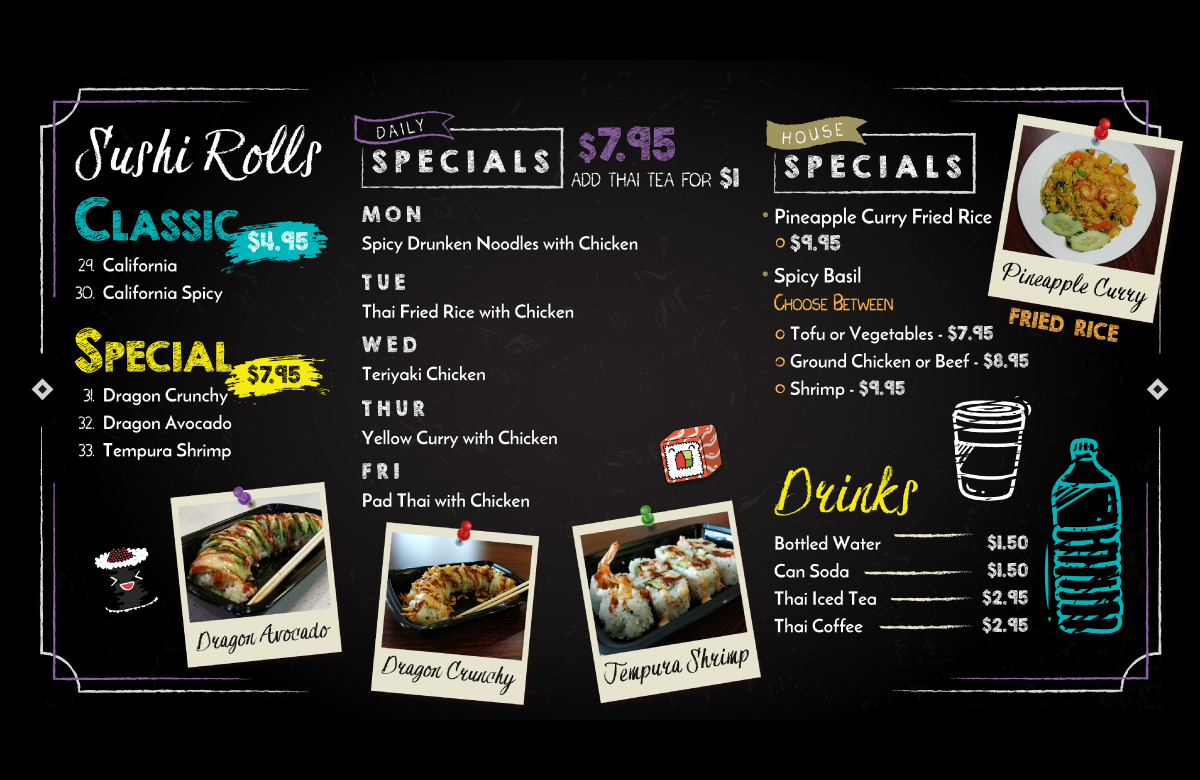 Sushi Rolls
CLASSIC
$4.95
29. California
30. California Spicy
SPECIAL
$7.95
31. Dragon Crunchy
32. Dragon Avocado
33. Tempura Shrimp
Dragon Avocado
DAILY
SPECIALS
$7.95
ADD THAI TEA FOR $1
MON
Spicy Drunken Noodles with Chicken
TUE
Thai Fried Rice with Chicken
WED
Teriyaki Chicken
THUR
Yellow Curry with Chicken
FRI
Pad Thai with Chicken
Dragon Crunchy
Tempura Shrimp
HOUSE
SPECIALS
Pineapple Curry Fried Rice
$9.95
Spicy Basil
CHOOSE BETWEEN
Tofu or Vegetables - $7.95
Ground Chicken or Beef - $8.95
Shrimp - $9.95
Pineapple Curry
FRIED RICE
Drinks
Bottled Water $1.50
Can Soda $1.50
Thai Iced Tea $2.95
Thai Coffee $2.95